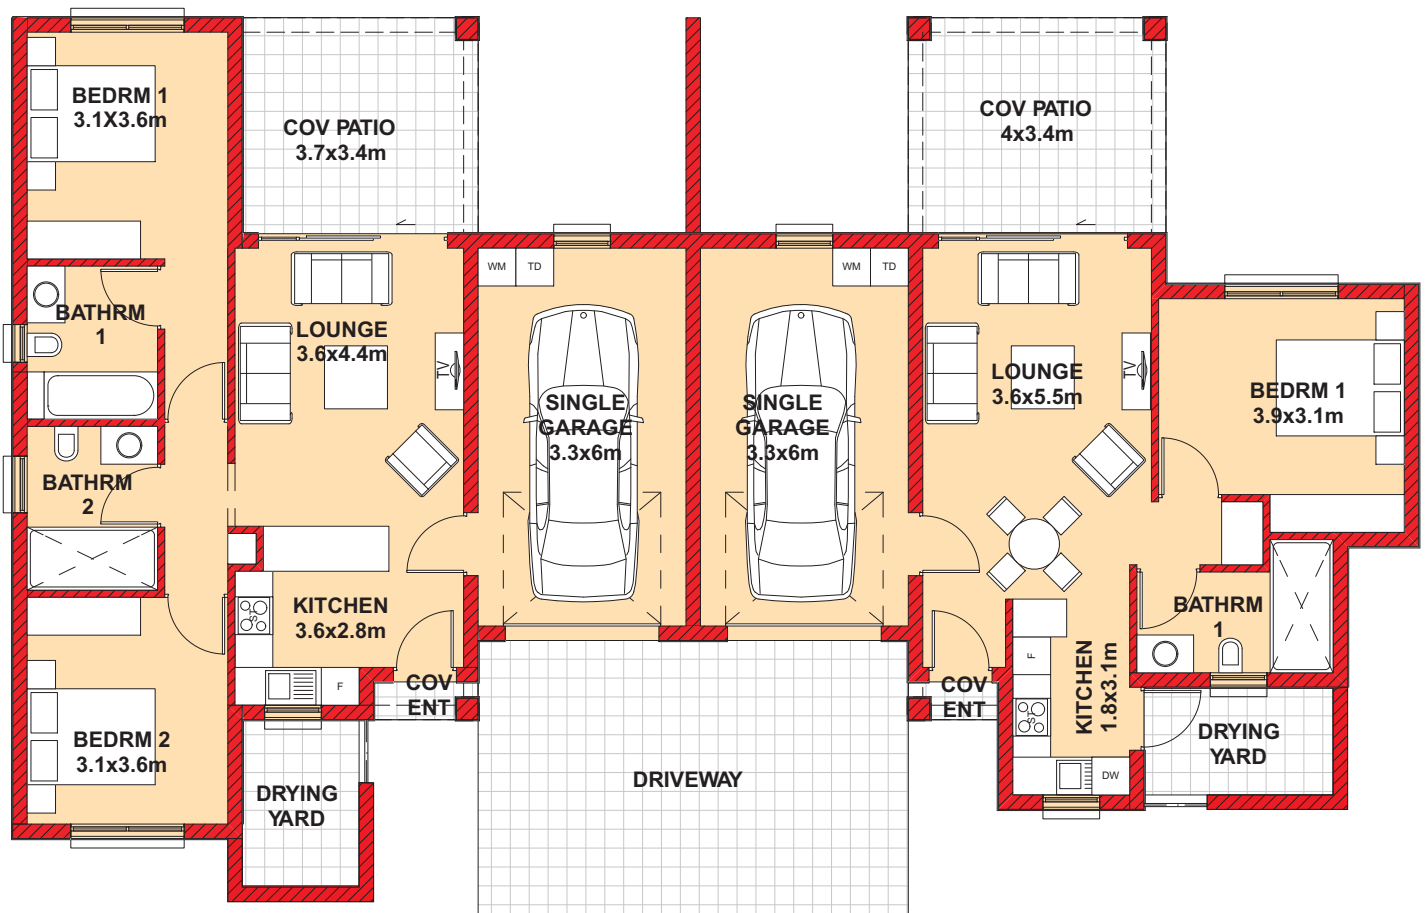 BEDRM 1
3.1X3.6m
COV PATIO
3.7x3.4m
COV PATIO
4x3.4m
WM
TD
WM
TD
BATHRM
1
LOUNGE
3.6x4.4m
TV
SINGLE
GARAGE
3.3x6m
SINGLE
GARAGE
3.3x6m
LOUNGE
3.6x5.5m
TV
BEDRM 1
3.9x3.1m
BATHRM
2
KITCHEN
3.6x2.8m
ST
F
COV
ENT
COV
ENT
KITCHEN
1.8x3.1m
F
ST
DW
BATHRM
1
BEDRM 2
3.1x3.6m
DRYING
YARD
DRIVEWAY
DRYING
YARD